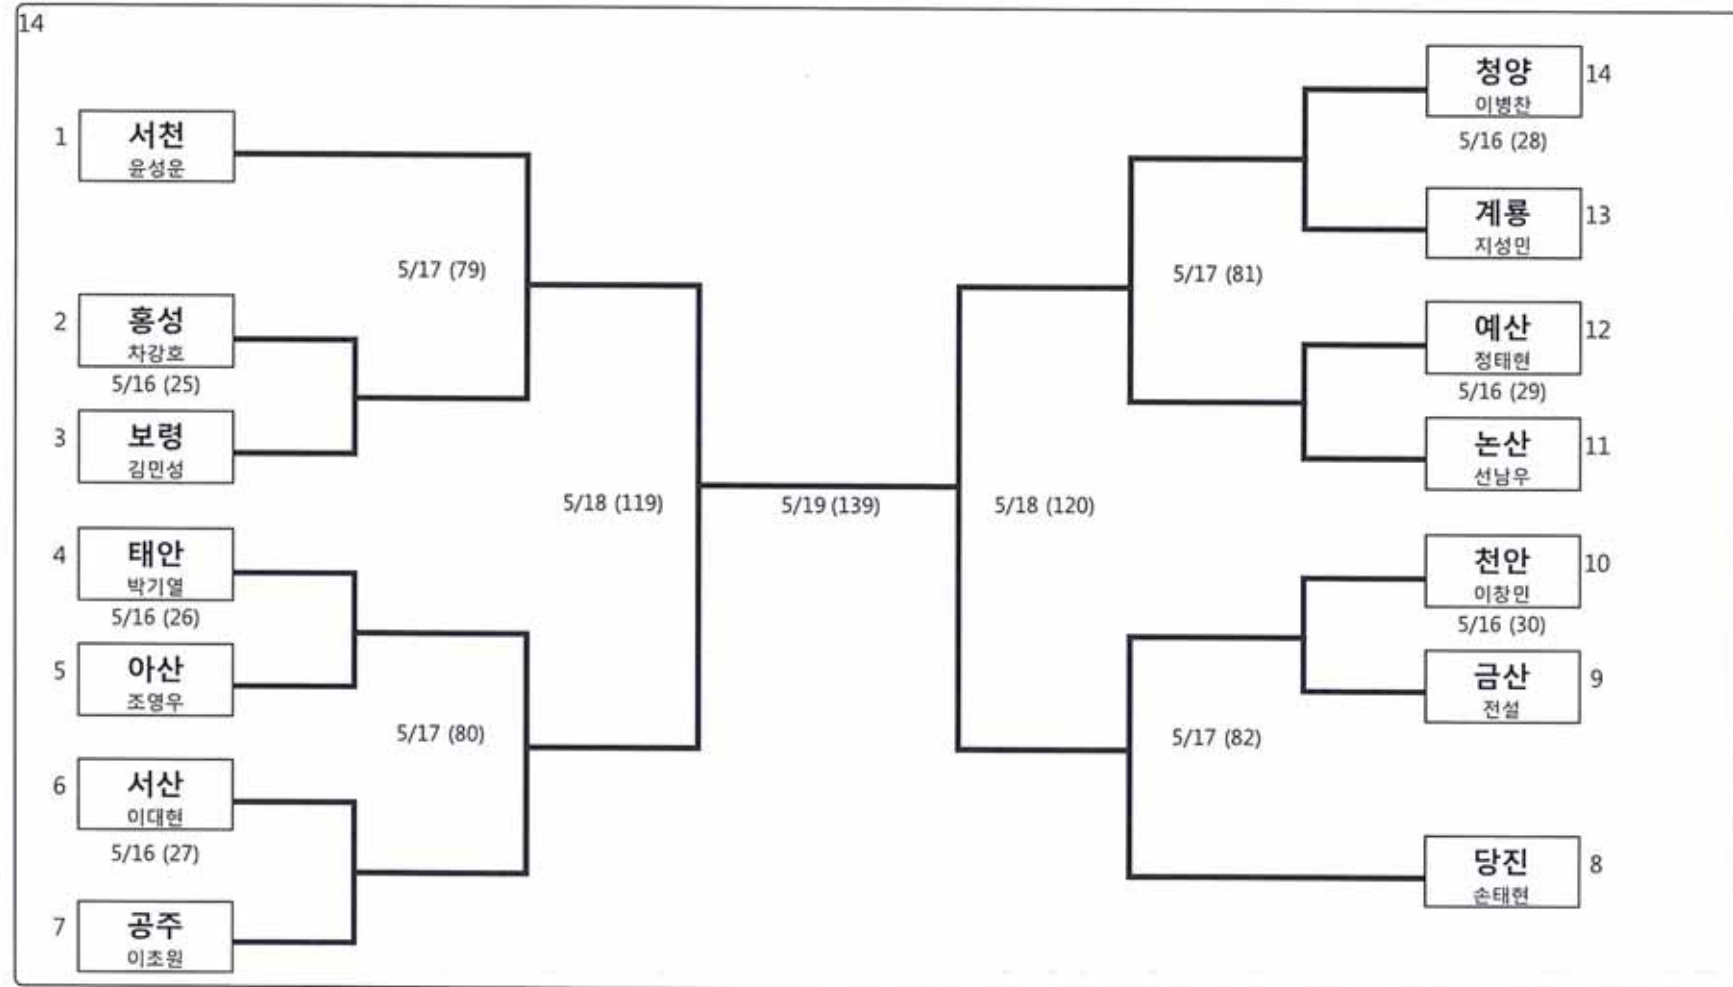 14
1
서천
윤성운
5/17 (79)
2
홍성
차강호
5/16 (25)
3
보령
김민성
5/18 (119)
4
태안
박기열
5/16 (26)
5
아산
조영우
5/17 (80)
6
서산
이대현
5/16 (27)
7
공주
이초원
5/19 (139)
청양
이병찬
14
5/16 (28)
계룡
지성민
13
5/17 (81)
예산
정태현
12
5/16 (29)
논산
선남우
11
5/18 (120)
천안
이창민
10
5/16 (30)
금산
전설
9
5/17 (82)
당진
손태현
8